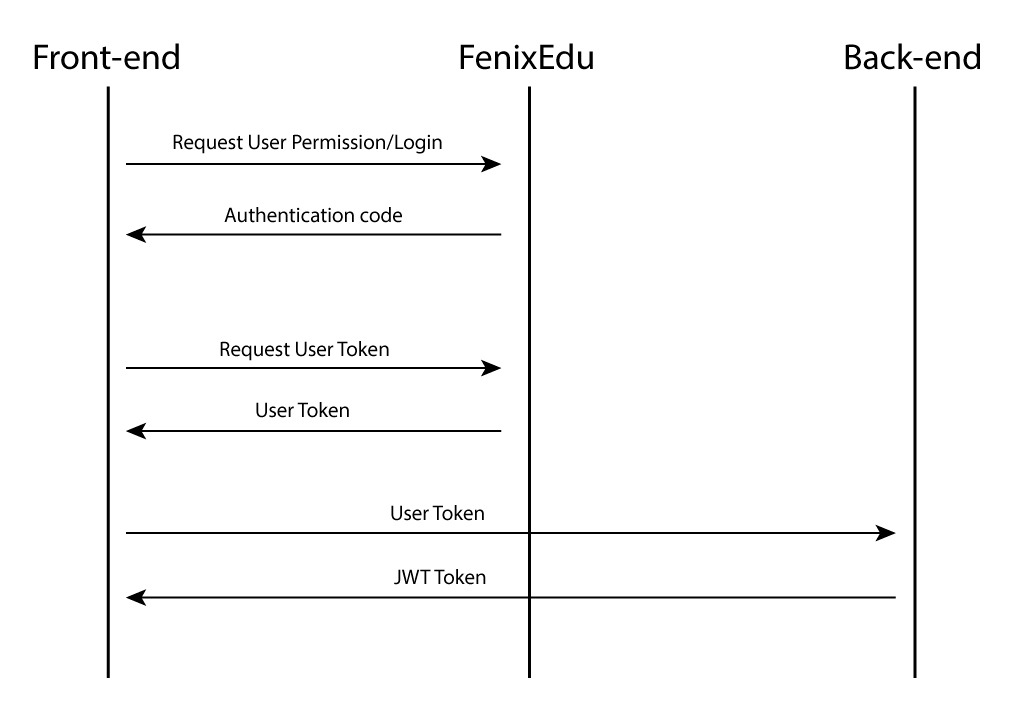 Front-end
FenixEdu
Back-end
Request User Permission/Login
Authentication code
Request User Token
User Token
User Token
JWT Token